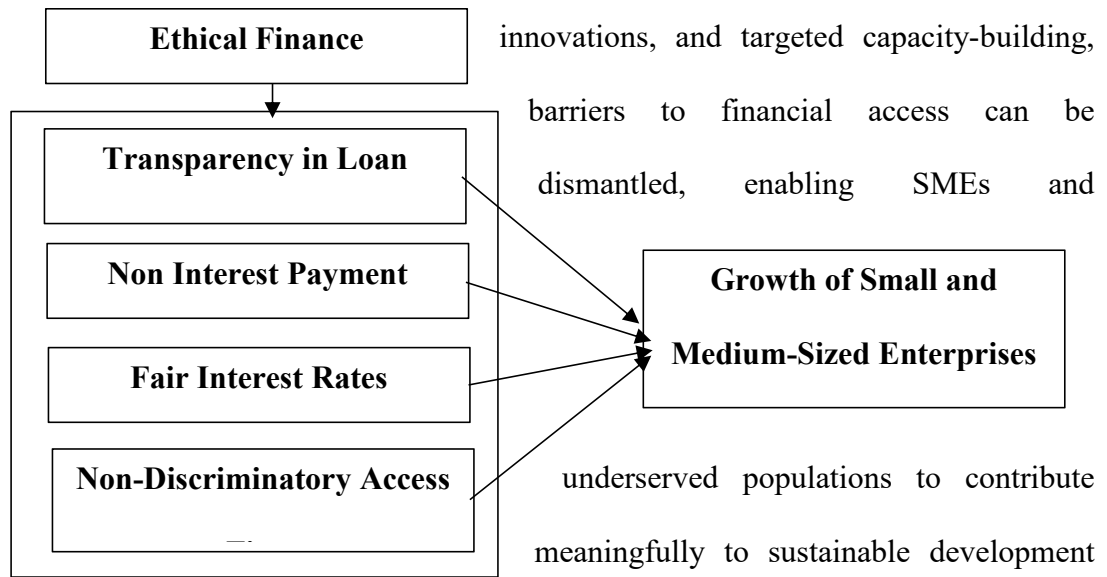 Ethical Finance
Transparency in Loan
Non Interest Payment
Fair Interest Rates
Non-Discriminatory Access
Growth of Small and
Medium-Sized Enterprises
innovations, and targeted capacity-building,
barriers to financial access can be
dismantled, enabling SMEs and
underserved populations to contribute
meaningfully to sustainable development